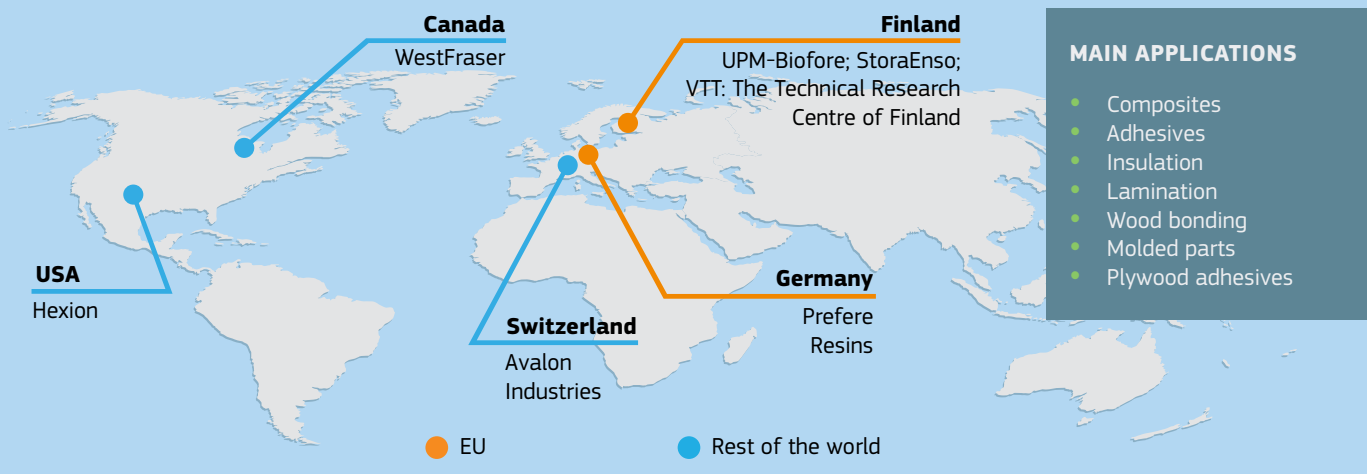 Canada
WestFraser
Finland
UPM-Biofore; StoraEnso;
VTT: The Technical Research
Centre of Finland
MAIN APPLICATIONS
• Composites
• Adhesives
• Insulation
• Lamination
• Wood bonding
• Molded parts
• Plywood adhesives
USA
Hexion
Switzerland
Avalon
Industries
Germany
Prefere
Resins
EU
Rest of the world